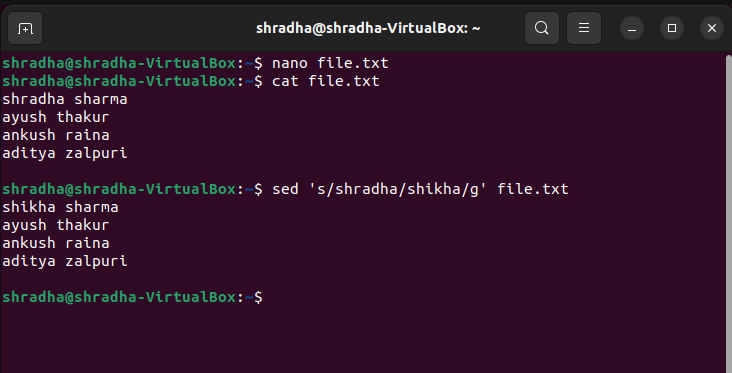 shradha@shradha-VirtualBox: ~
shradha@shradha-VirtualBox:~$ nano file.txt
shradha@shradha-VirtualBox:~$ cat file.txt
shradha sharma
ayush thakur
ankush raina
aditya zalpuri
shradha@shradha-VirtualBox:~$ sed 's/shradha/shikha/g' file.txt
shikha sharma
ayush thakur
ankush raina
aditya zalpuri
shradha@shradha-VirtualBox:~$